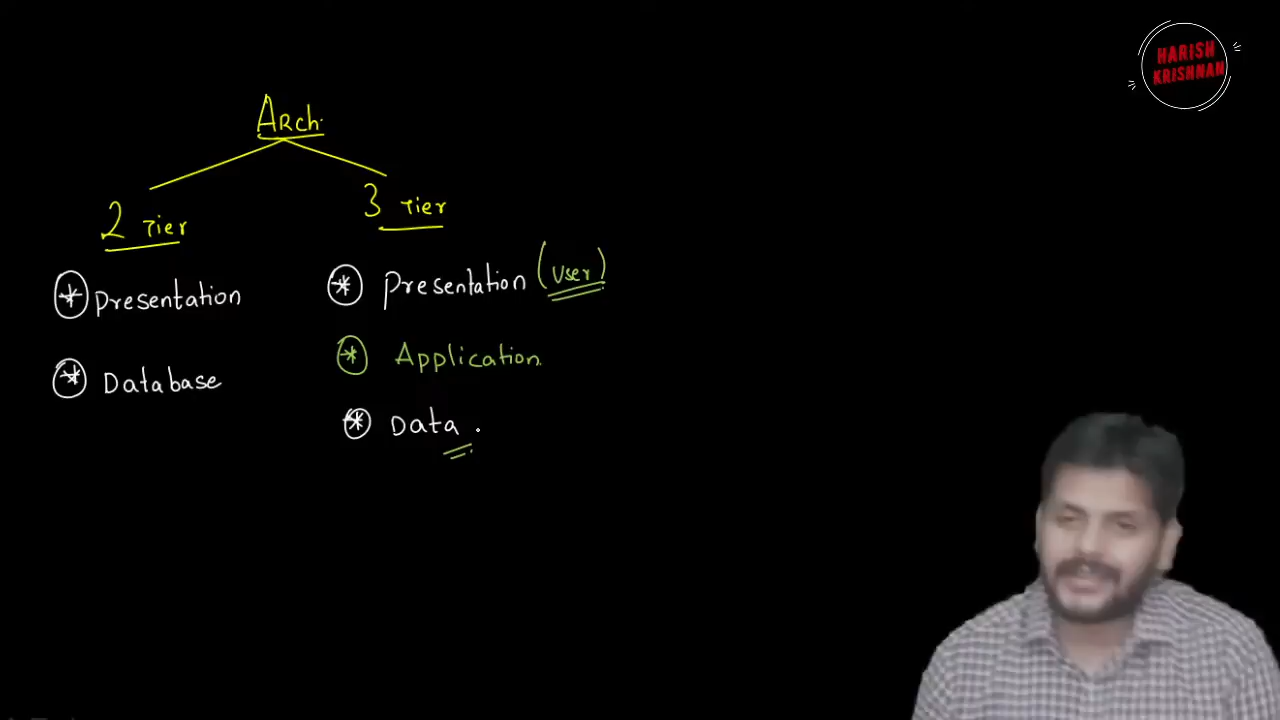 HARISH
KRISHNAN
Arch.
2 Tier
3 Tier
Presentation
Database
Presentation (User)
Application.
Data .